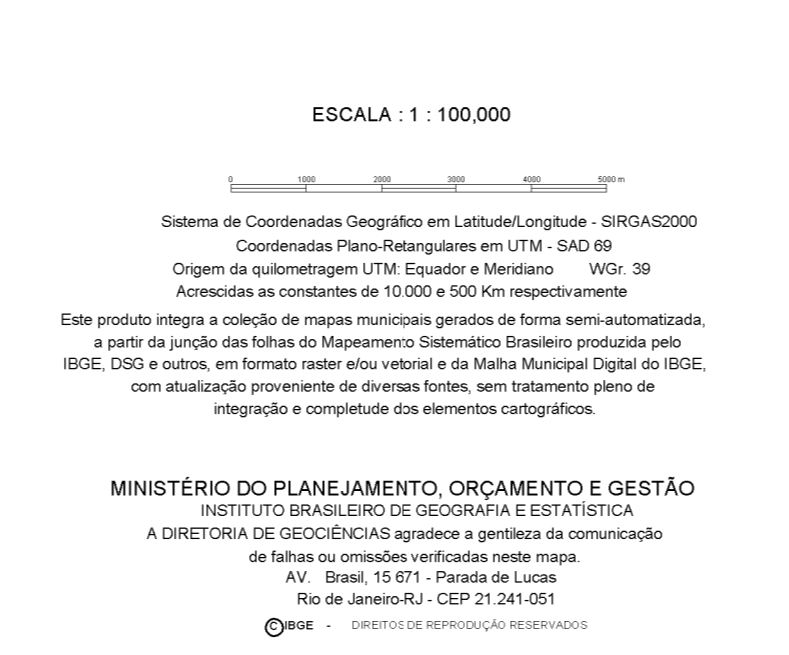 ESCALA : 1 : 100,000
0 1000 2000 3000 4000 5000 m
Sistema de Coordenadas Geográfico em Latitude/Longitude - SIRGAS2000
Coordenadas Plano-Retangulares em UTM - SAD 69
Origem da quilometragem UTM: Equador e Meridiano WGr. 39
Acrescidas as constantes de 10.000 e 500 Km respectivamente
Este produto integra a coleção de mapas municipais gerados de forma semi-automatizada,
a partir da junção das folhas do Mapeamento Sistemático Brasileiro produzida pelo
IBGE, DSG e outros, em formato raster e/ou vetorial e da Malha Municipal Digital do IBGE,
com atualização proveniente de diversas fontes, sem tratamento pleno de
integração e completude dos elementos cartográficos.
MINISTÉRIO DO PLANEJAMENTO, ORÇAMENTO E GESTÃO
INSTITUTO BRASILEIRO DE GEOGRAFIA E ESTATÍSTICA
A DIRETORIA DE GEOCIÊNCIAS agradece a gentileza da comunicação
de falhas ou omissões verificadas neste mapa.
AV. Brasil, 15 671 - Parada de Lucas
Rio de Janeiro-RJ - CEP 21.241-051
© IBGE - DIREITOS DE REPRODUÇÃO RESERVADOS